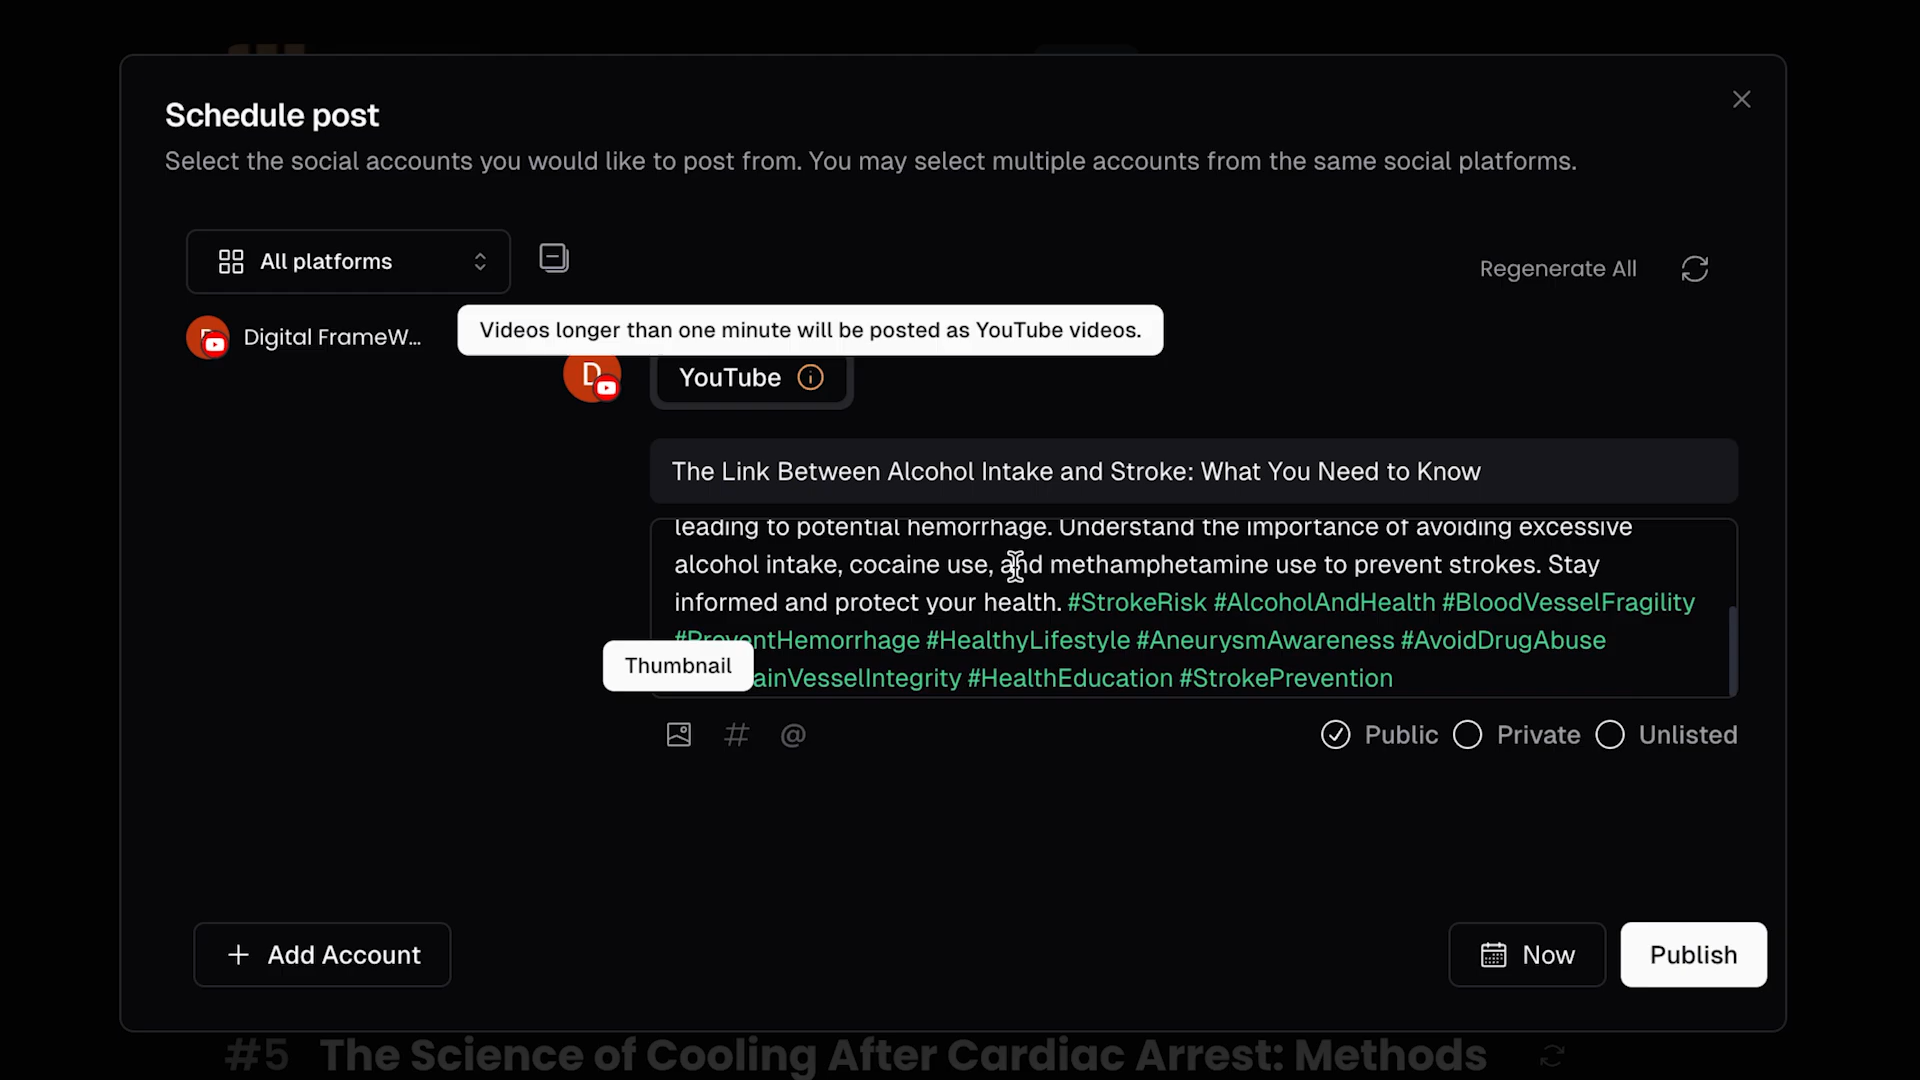 Schedule post
Select the social accounts you would like to post from. You may select multiple accounts from the same social platforms.
All platforms
Regenerate All
Digital FrameW...
Videos longer than one minute will be posted as YouTube videos.
D
YouTube
The Link Between Alcohol Intake and Stroke: What You Need to Know
leading to potential hemorrhage. Understand the importance of avoiding excessive
alcohol intake, cocaine use, and methamphetamine use to prevent strokes. Stay
informed and protect your health. #StrokeRisk #AlcoholAndHealth #BloodVesselFragility
#PreventHemorrhage #HealthyLifestyle #AneurysmAwareness #AvoidDrugAbuse
Thumbnail
ainVesselIntegrity #HealthEducation #StrokePrevention
# @
Public Private Unlisted
+ Add Account
Now
Publish
#5 The Science of Cooling After Cardiac Arrest: Methods